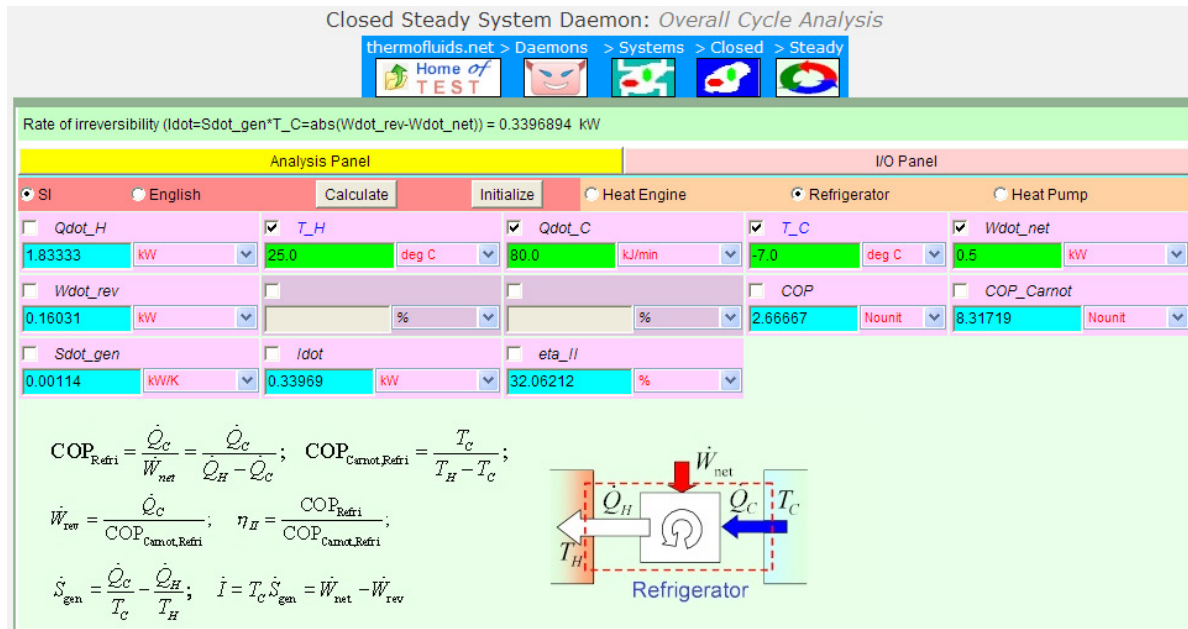 Closed Steady System Daemon: Overall Cycle Analysis
thermofluids.net > Daemons > Systems > Closed > Steady
Home of
TEST
Rate of irreversibility (Idot=Sdot_gen*T_C=abs(Wdot_rev-Wdot_net)) = 0.3396894 kW
Analysis Panel I/O Panel
SI English Calculate Initialize Heat Engine Refrigerator Heat Pump
Qdot_H T_H Qdot_C T_C Wdot_net
1.83333 kW 25.0 deg C 80.0 kJ/min -7.0 deg C 0.5 kW
Wdot_rev COP COP_Carnot
0.16031 kW % % 2.66667 Nounit 8.31719 Nounit
Sdot_gen Idot eta_II
0.00114 kW/K 0.33969 kW 32.06212 %
COP_Refri = Q̇_C / Ẇ_net = Q̇_C / (Q̇_H − Q̇_C); COP_Carnot,Refri = T_C / (T_H − T_C);
Ẇ_rev = Q̇_C / COP_Carnot,Refri; η_II = COP_Refri / COP_Carnot,Refri;
Ṡ_gen = Q̇_C / T_C − Q̇_H / T_H; İ = T_C Ṡ_gen = Ẇ_net − Ẇ_rev
Ẇ_net
Q̇_H Q̇_C T_C
T_H
Refrigerator